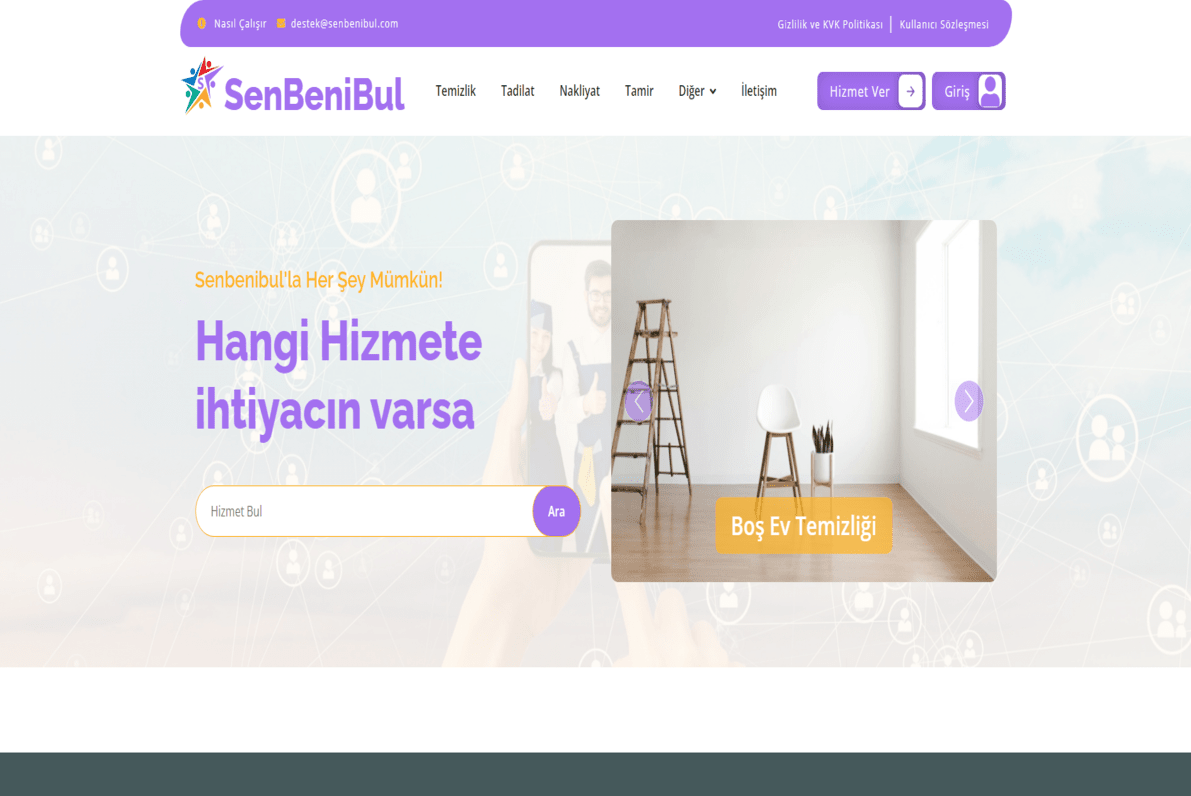 Nasıl Çalışır destek@senbenibul.com Gizlilik ve KVK Politikası Kullanıcı Sözleşmesi
S SenBeniBul Temizlik Tadilat Nakliyat Tamir Diğer İletişim Hizmet Ver Giriş
Senbenibul'la Her Şey Mümkün!
Hangi Hizmete
ihtiyacın varsa
Hizmet Bul Ara
Boş Ev Temizliği